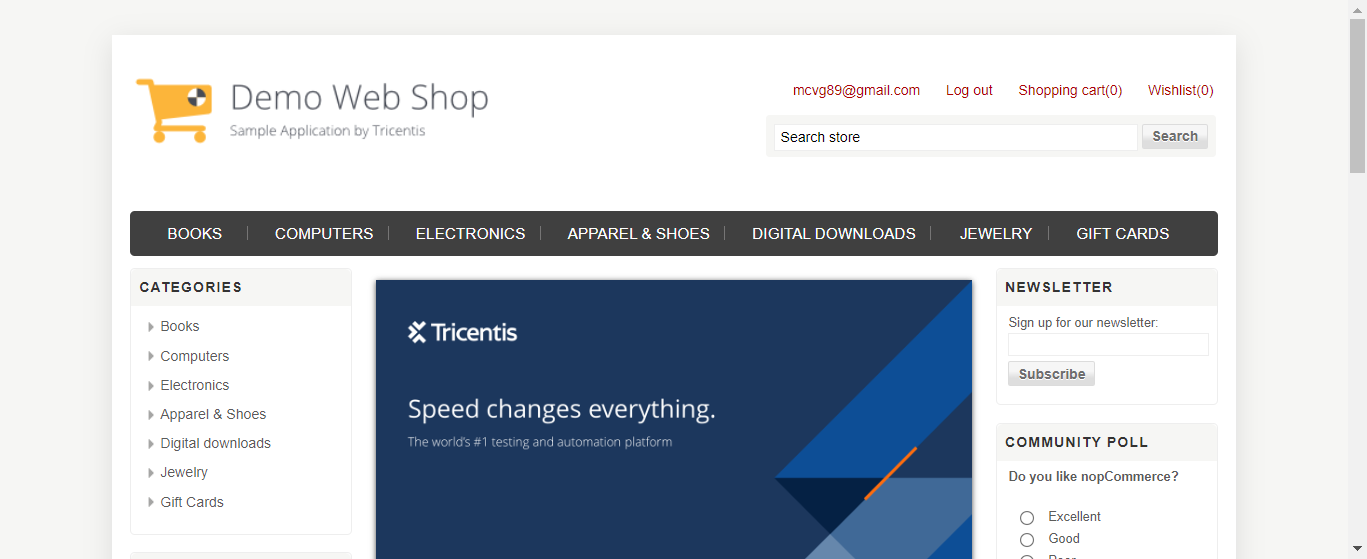 Demo Web Shop
Sample Application by Tricentis
mcvg89@gmail.com Log out Shopping cart(0) Wishlist(0)
Search store Search
BOOKS COMPUTERS ELECTRONICS APPAREL & SHOES DIGITAL DOWNLOADS JEWELRY GIFT CARDS
CATEGORIES
Books
Computers
Electronics
Apparel & Shoes
Digital downloads
Jewelry
Gift Cards
Tricentis
Speed changes everything.
The world's #1 testing and automation platform
NEWSLETTER
Sign up for our newsletter:
Subscribe
COMMUNITY POLL
Do you like nopCommerce?
Excellent
Good